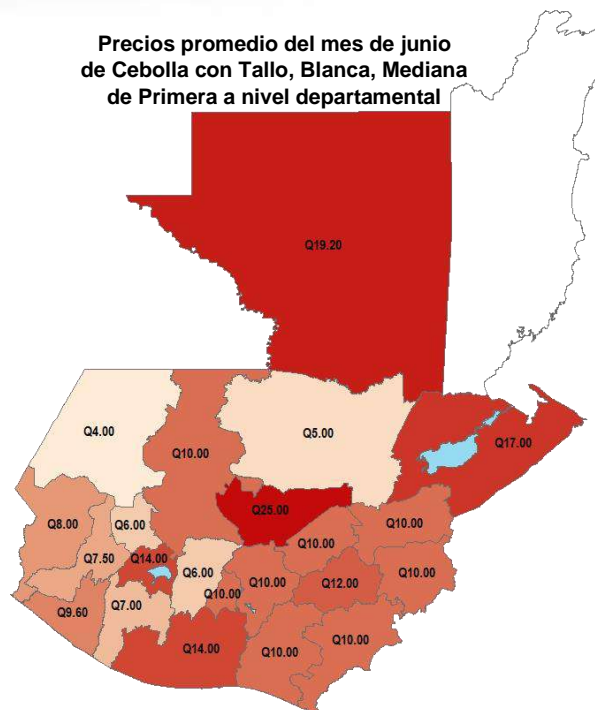 Precios promedio del mes de junio
de Cebolla con Tallo, Blanca, Mediana
de Primera a nivel departamental
Q19.20
Q4.00
Q10.00
Q5.00
Q17.00
Q8.00
Q6.00
Q25.00
Q10.00
Q10.00
Q7.50
Q14.00
Q6.00
Q10.00
Q12.00
Q10.00
Q9.60
Q7.00
Q10.00
Q14.00
Q10.00
Q10.00